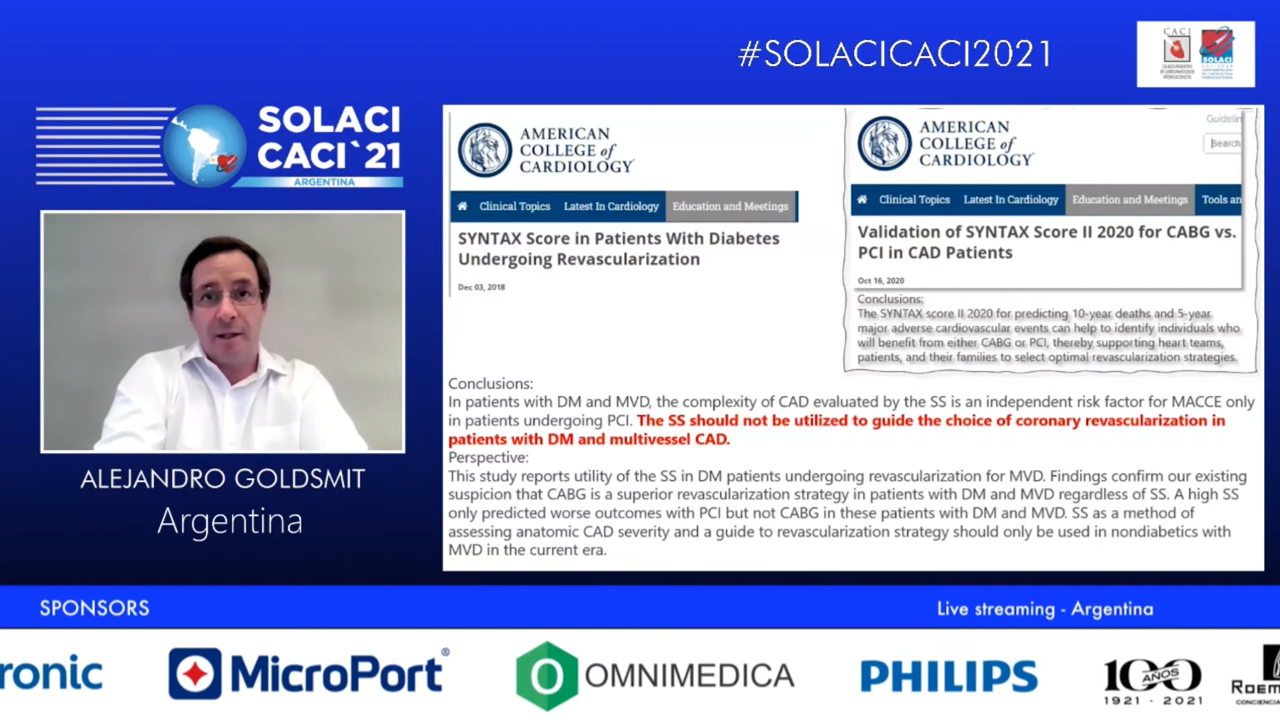 #SOLACICACI2021
CACI
SOLACI
SOLACI
CACI`21
ARGENTINA
ALEJANDRO GOLDSMIT
Argentina
AMERICAN
COLLEGE of
CARDIOLOGY
Clinical Topics Latest In Cardiology Education and Meetings
SYNTAX Score in Patients With Diabetes
Undergoing Revascularization
Dec 03, 2018
Guidelin
AMERICAN
COLLEGE of
CARDIOLOGY
Search
Clinical Topics Latest In Cardiology Education and Meetings Tools an
Validation of SYNTAX Score II 2020 for CABG vs.
PCI in CAD Patients
Oct 16, 2020
Conclusions:
The SYNTAX score II 2020 for predicting 10-year deaths and 5-year
major adverse cardiovascular events can help to identify individuals who
will benefit from either CABG or PCI, thereby supporting heart teams,
patients, and their families to select optimal revascularization strategies.
Conclusions:
In patients with DM and MVD, the complexity of CAD evaluated by the SS is an independent risk factor for MACCE only
in patients undergoing PCI. The SS should not be utilized to guide the choice of coronary revascularization in
patients with DM and multivessel CAD.
Perspective:
This study reports utility of the SS in DM patients undergoing revascularization for MVD. Findings confirm our existing
suspicion that CABG is a superior revascularization strategy in patients with DM and MVD regardless of SS. A high SS
only predicted worse outcomes with PCI but not CABG in these patients with DM and MVD. SS as a method of
assessing anatomic CAD severity and a guide to revascularization strategy should only be used in nondiabetics with
MVD in the current era.
SPONSORS
Live streaming - Argentina
ronic
MicroPort®
OMNIMEDICA
PHILIPS
100
AÑOS
1921 · 2021
Roem
CONCIENCI